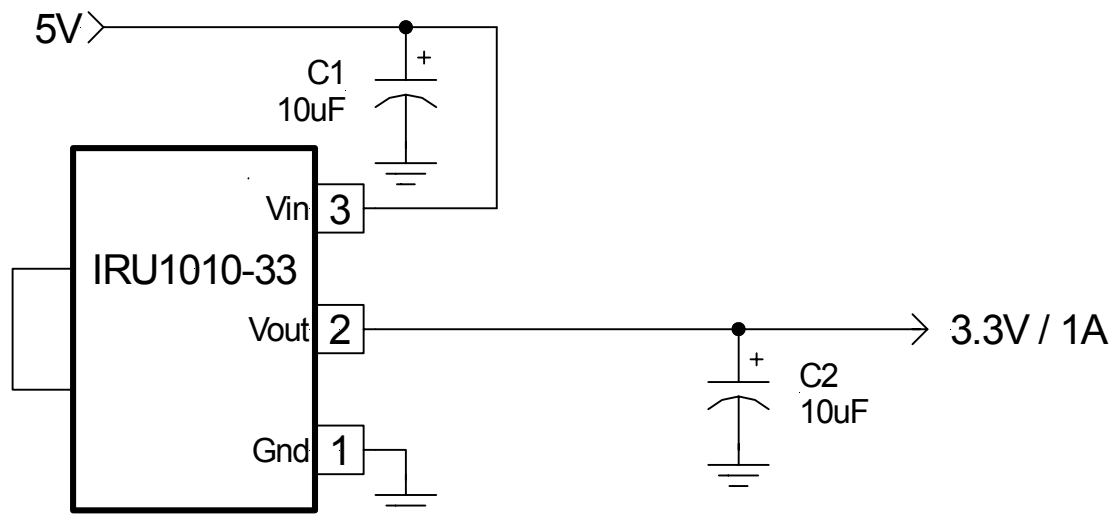 5V
+
C1
10uF
Vin 3
IRU1010-33
Vout 2
3.3V / 1A
+
C2
10uF
Gnd 1